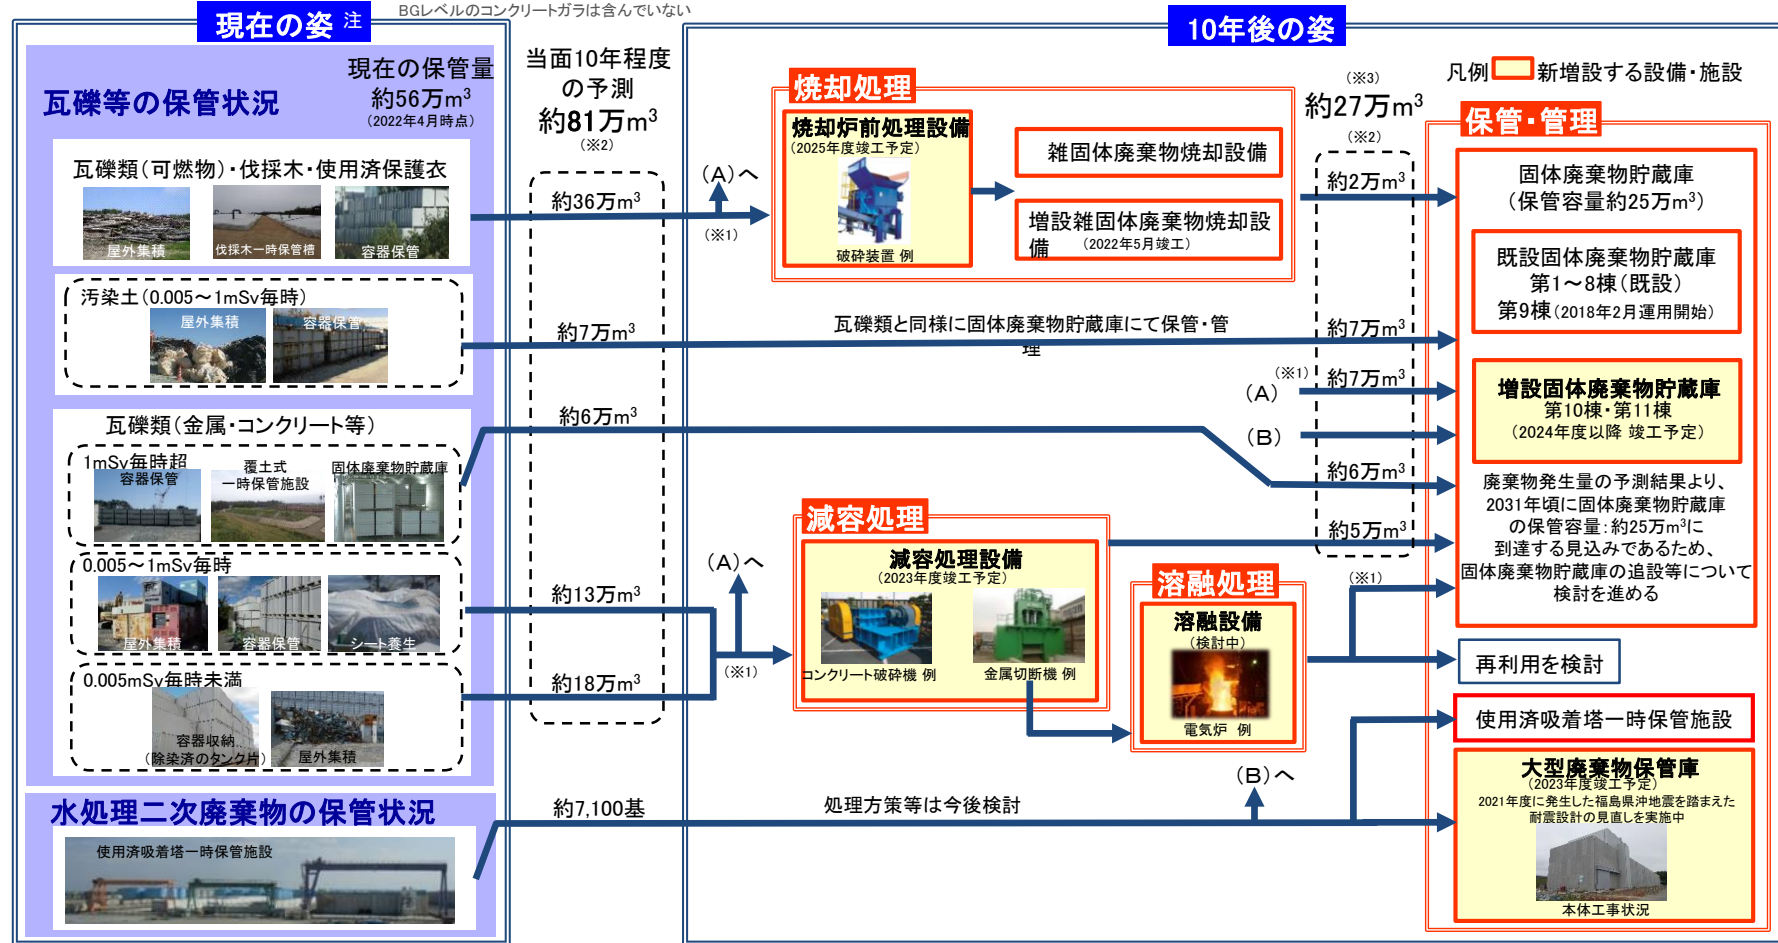 現在の姿 注
BGレベルのコンクリートガラは含んでいない
10年後の姿
瓦礫等の保管状況
現在の保管量
約56万m³
(2022年4月時点)
瓦礫類(可燃物)・伐採木・使用済保護衣
屋外集積
伐採木一時保管槽
容器保管
汚染土(0.005～1mSv毎時)
屋外集積
容器保管
瓦礫類(金属・コンクリート等)
1mSv毎時超
容器保管
覆土式
一時保管施設
固体廃棄物貯蔵庫
0.005～1mSv毎時
屋外集積
容器保管
シート養生
0.005mSv毎時未満
容器収納
(除染済のタンク片)
屋外集積
水処理二次廃棄物の保管状況
使用済吸着塔一時保管施設
当面10年程度
の予測
約81万m³
(※2)
約36万m³
約7万m³
約6万m³
約13万m³
約18万m³
約7,100基
(A)へ
(※1)
焼却処理
焼却炉前処理設備
(2025年度竣工予定)
破砕装置 例
雑固体廃棄物焼却設備
増設雑固体廃棄物焼却設
備
(2022年5月竣工)
瓦礫類と同様に固体廃棄物貯蔵庫にて保管・管
理
(A)へ
(※1)
減容処理
減容処理設備
(2023年度竣工予定)
コンクリート破砕機 例
金属切断機 例
溶融処理
溶融設備
(検討中)
電気炉 例
処理方策等は今後検討
(B)へ
(※3)
約27万m³
(※2)
約2万m³
約7万m³
(※1)
(A)
約7万m³
(B)
約6万m³
約5万m³
(※1)
凡例
新増設する設備・施設
保管・管理
固体廃棄物貯蔵庫
(保管容量約25万m³)
既設固体廃棄物貯蔵庫
第1～8棟(既設)
第9棟(2018年2月運用開始)
増設固体廃棄物貯蔵庫
第10棟・第11棟
(2024年度以降 竣工予定)
廃棄物発生量の予測結果より、
2031年頃に固体廃棄物貯蔵庫
の保管容量:約25万m³に
到達する見込みであるため、
固体廃棄物貯蔵庫の追設等について
検討を進める
再利用を検討
使用済吸着塔一時保管施設
大型廃棄物保管庫
(2023年度竣工予定)
2021年度に発生した福島県沖地震を踏まえた
耐震設計の見直しを実施中
本体工事状況